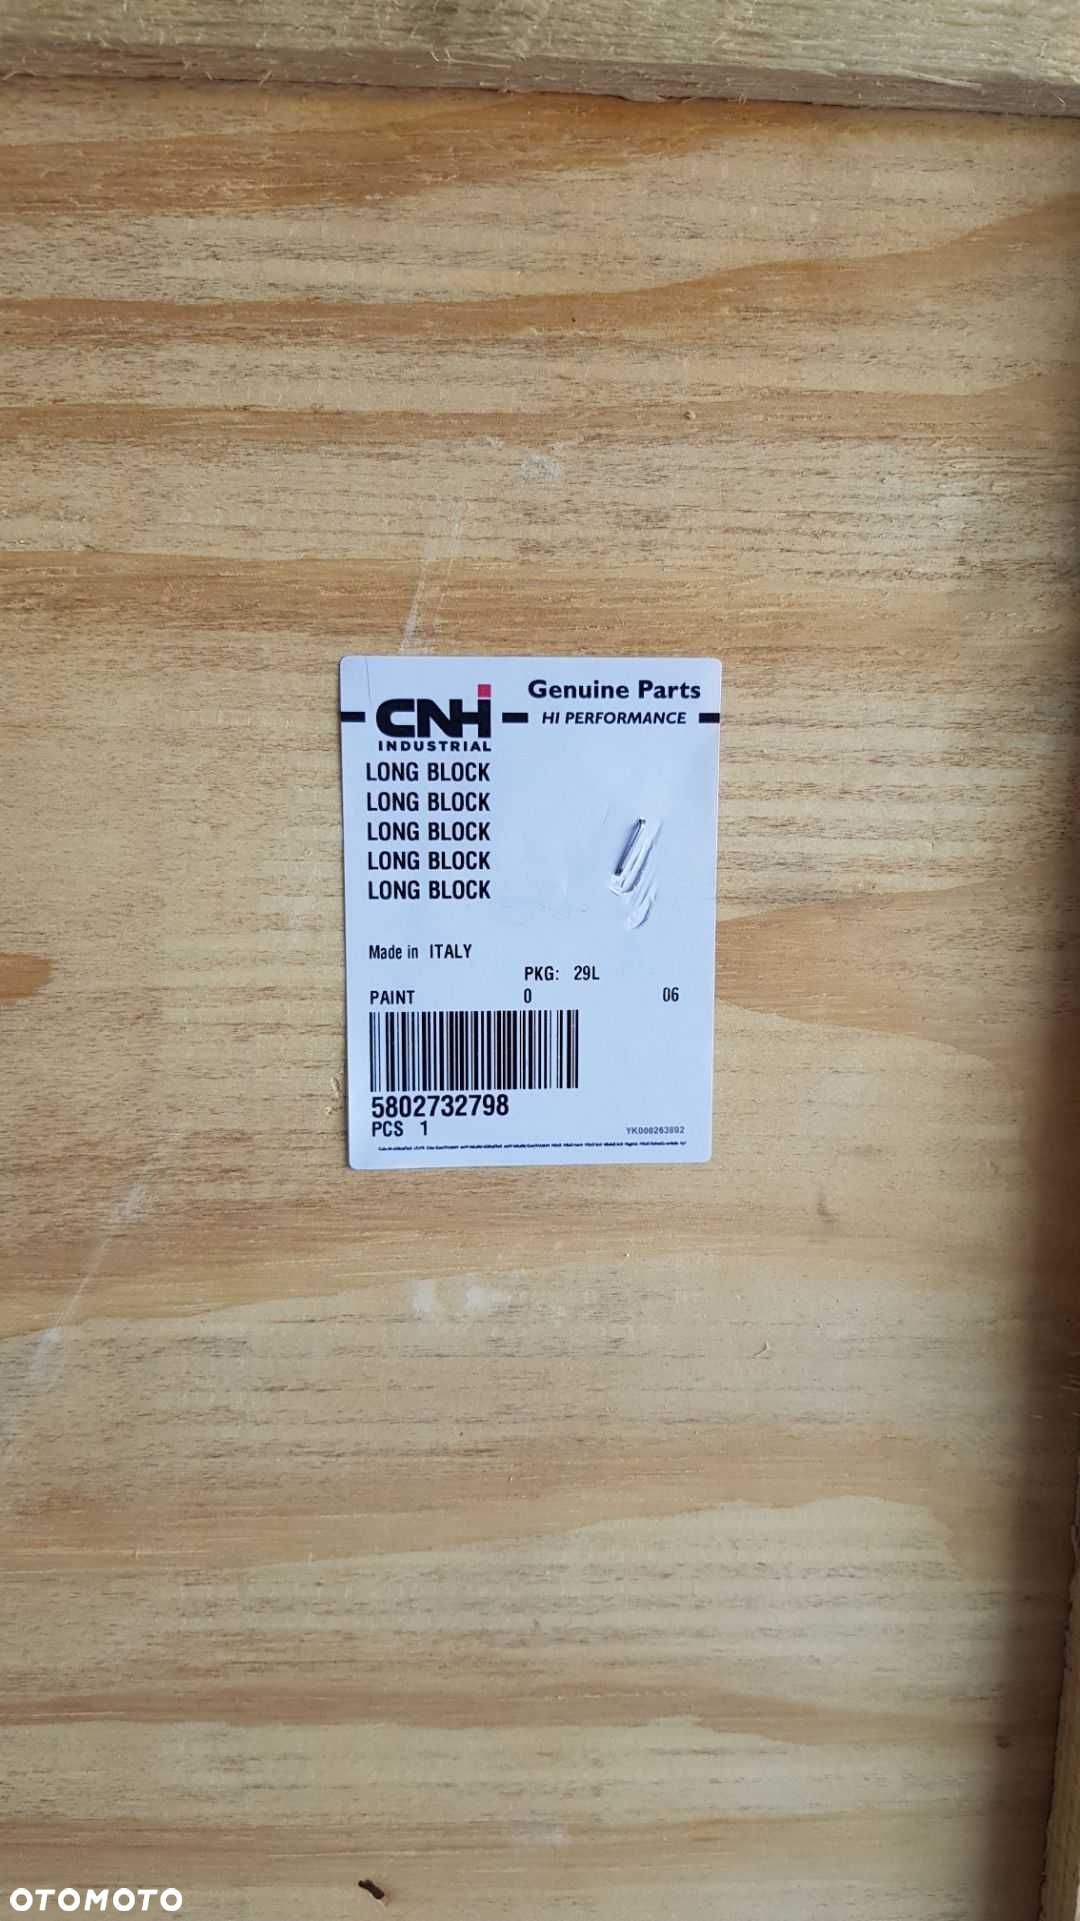 CNH
INDUSTRIAL
Genuine Parts
HI PERFORMANCE
LONG BLOCK
LONG BLOCK
LONG BLOCK
LONG BLOCK
LONG BLOCK
Made in ITALY
PKG: 29L
PAINT 0 06
5802732798
PCS 1
YK000263892
OTOMOTO